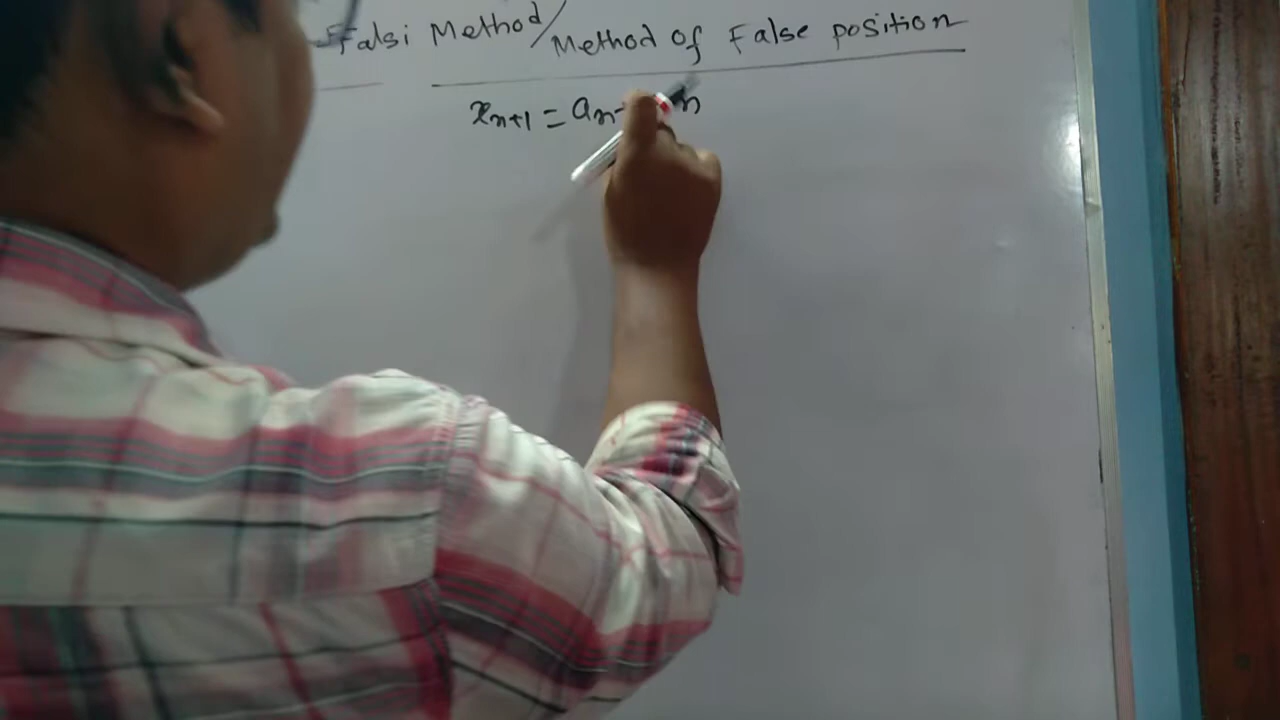 Falsi Method/Method of False position
xₙ₊₁ = aₙ- n